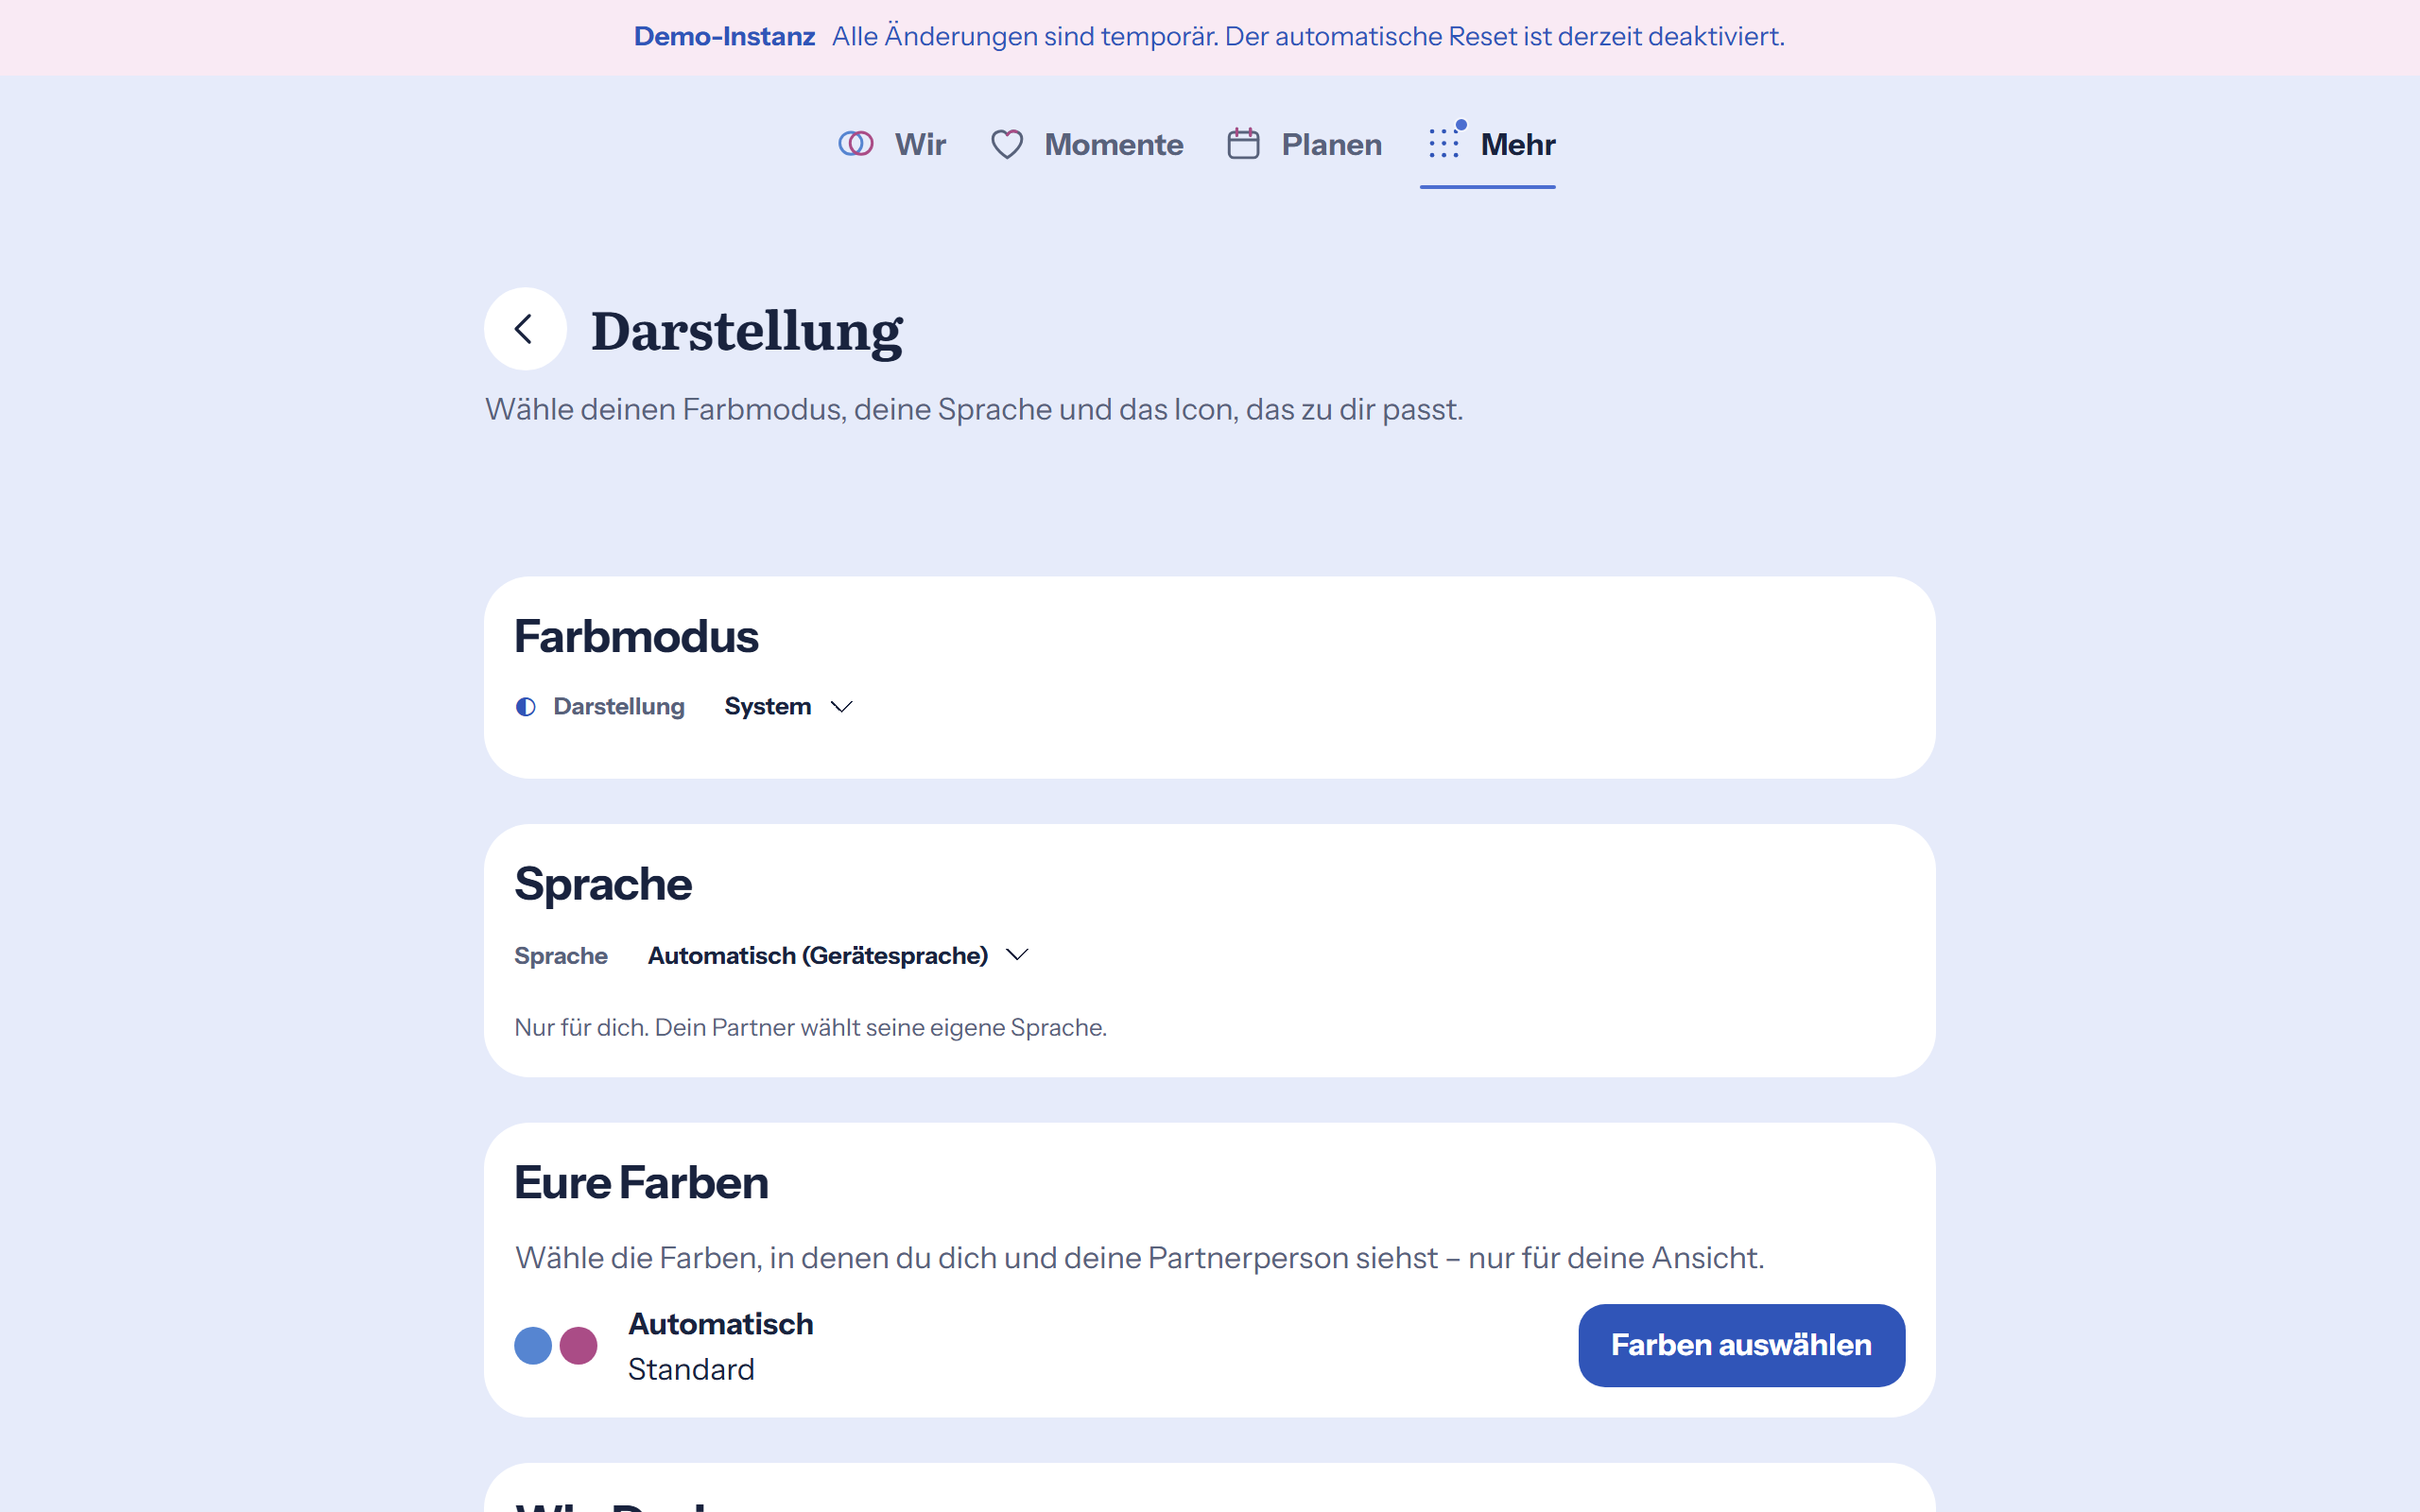 Demo-Instanz Alle Änderungen sind temporär. Der automatische Reset ist derzeit deaktiviert.
Wir Momente Planen Mehr
Darstellung
Wähle deinen Farbmodus, deine Sprache und das Icon, das zu dir passt.
Farbmodus
Darstellung System
Sprache
Sprache Automatisch (Gerätesprache)
Nur für dich. Dein Partner wählt seine eigene Sprache.
Eure Farben
Wähle die Farben, in denen du dich und deine Partnerperson siehst – nur für deine Ansicht.
Automatisch
Standard
Farben auswählen